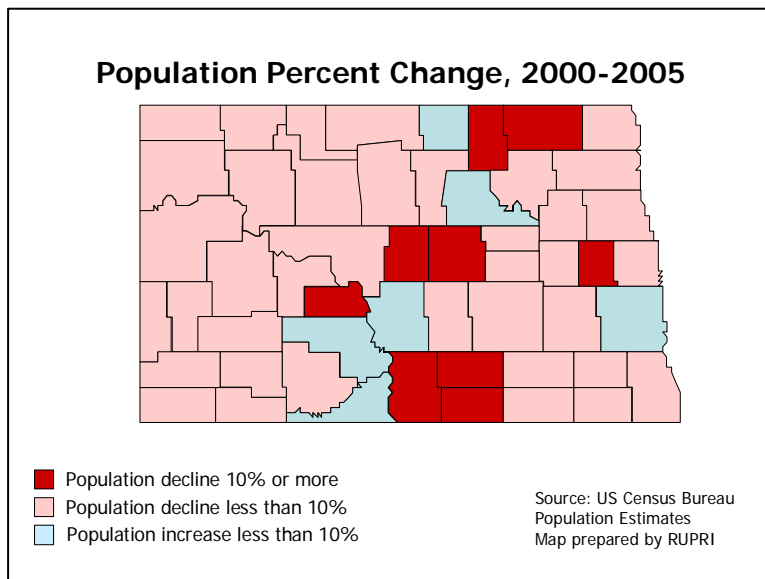 Population Percent Change, 2000-2005
Population decline 10% or more
Population decline less than 10%
Population increase less than 10%
Source: US Census Bureau
Population Estimates
Map prepared by RUPRI